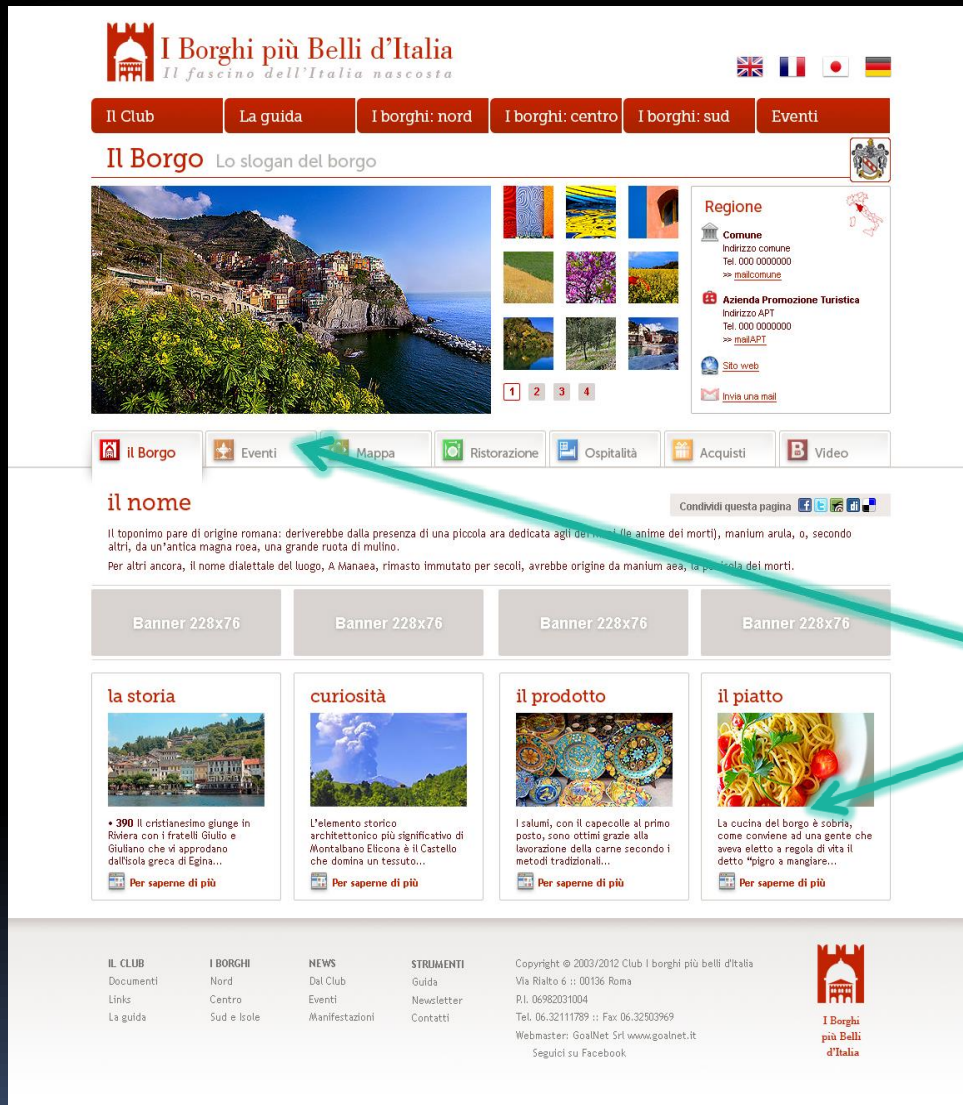 I Borghi più Belli d'Italia
Il fascino dell'Italia nascosta
Il Club
La guida
I borghi: nord
I borghi: centro
I borghi: sud
Eventi
Il Borgo Lo slogan del borgo
Regione
Comune
Indirizzo comune
Tel. 000 0000000
>> mailcomune
Azienda Promozione Turistica
Indirizzo APT
Tel. 000 0000000
>> mailAPT
Sito web
Invia una mail
1 2 3 4
il Borgo
Eventi
Mappa
Ristorazione
Ospitalità
Acquisti
B Video
il nome
Condividi questa pagina
Il toponimo pare di origine romana: deriverebbe dalla presenza di una piccola ara dedicata agli dei (le anime dei morti), manium arula, o, secondo
altri, da un'antica magna roea, una grande ruota di mulino.
Per altri ancora, il nome dialettale del luogo, A Manaea, rimasto immutato per secoli, avrebbe origine da manium aea, la dei morti.
Banner 228x76
Banner 228x76
Banner 228x76
Banner 228x76
la storia
• 390 Il cristianesimo giunge in
Riviera con i fratelli Giulio e
Giuliano che vi approdano
dall'isola greca di Egina...
Per saperne di più
curiosità
L'elemento storico
architettonico più significativo di
Montalbano Elicona è il Castello
che domina un tessuto...
Per saperne di più
il prodotto
I salumi, con il capecolle al primo
posto, sono ottimi grazie alla
lavorazione della carne secondo i
metodi tradizionali...
Per saperne di più
il piatto
La cucina del borgo è sobria,
come conviene ad una gente che
aveva eletto a regola di vita il
detto "pigro a mangiare...
Per saperne di più
IL CLUB
Documenti
Links
La guida
I BORGHI
Nord
Centro
Sud e Isole
NEWS
Dal Club
Eventi
Manifestazioni
STRUMENTI
Guida
Newsletter
Contatti
Copyright © 2003/2012 Club I borghi più belli d'Italia
Via Rialto 6 :: 00136 Roma
P.I. 06982031004
Tel. 06.32111789 :: Fax 06.32503969
Webmaster: GoalNet Srl www.goalnet.it
Seguici su Facebook
I Borghi
più Belli
d'Italia